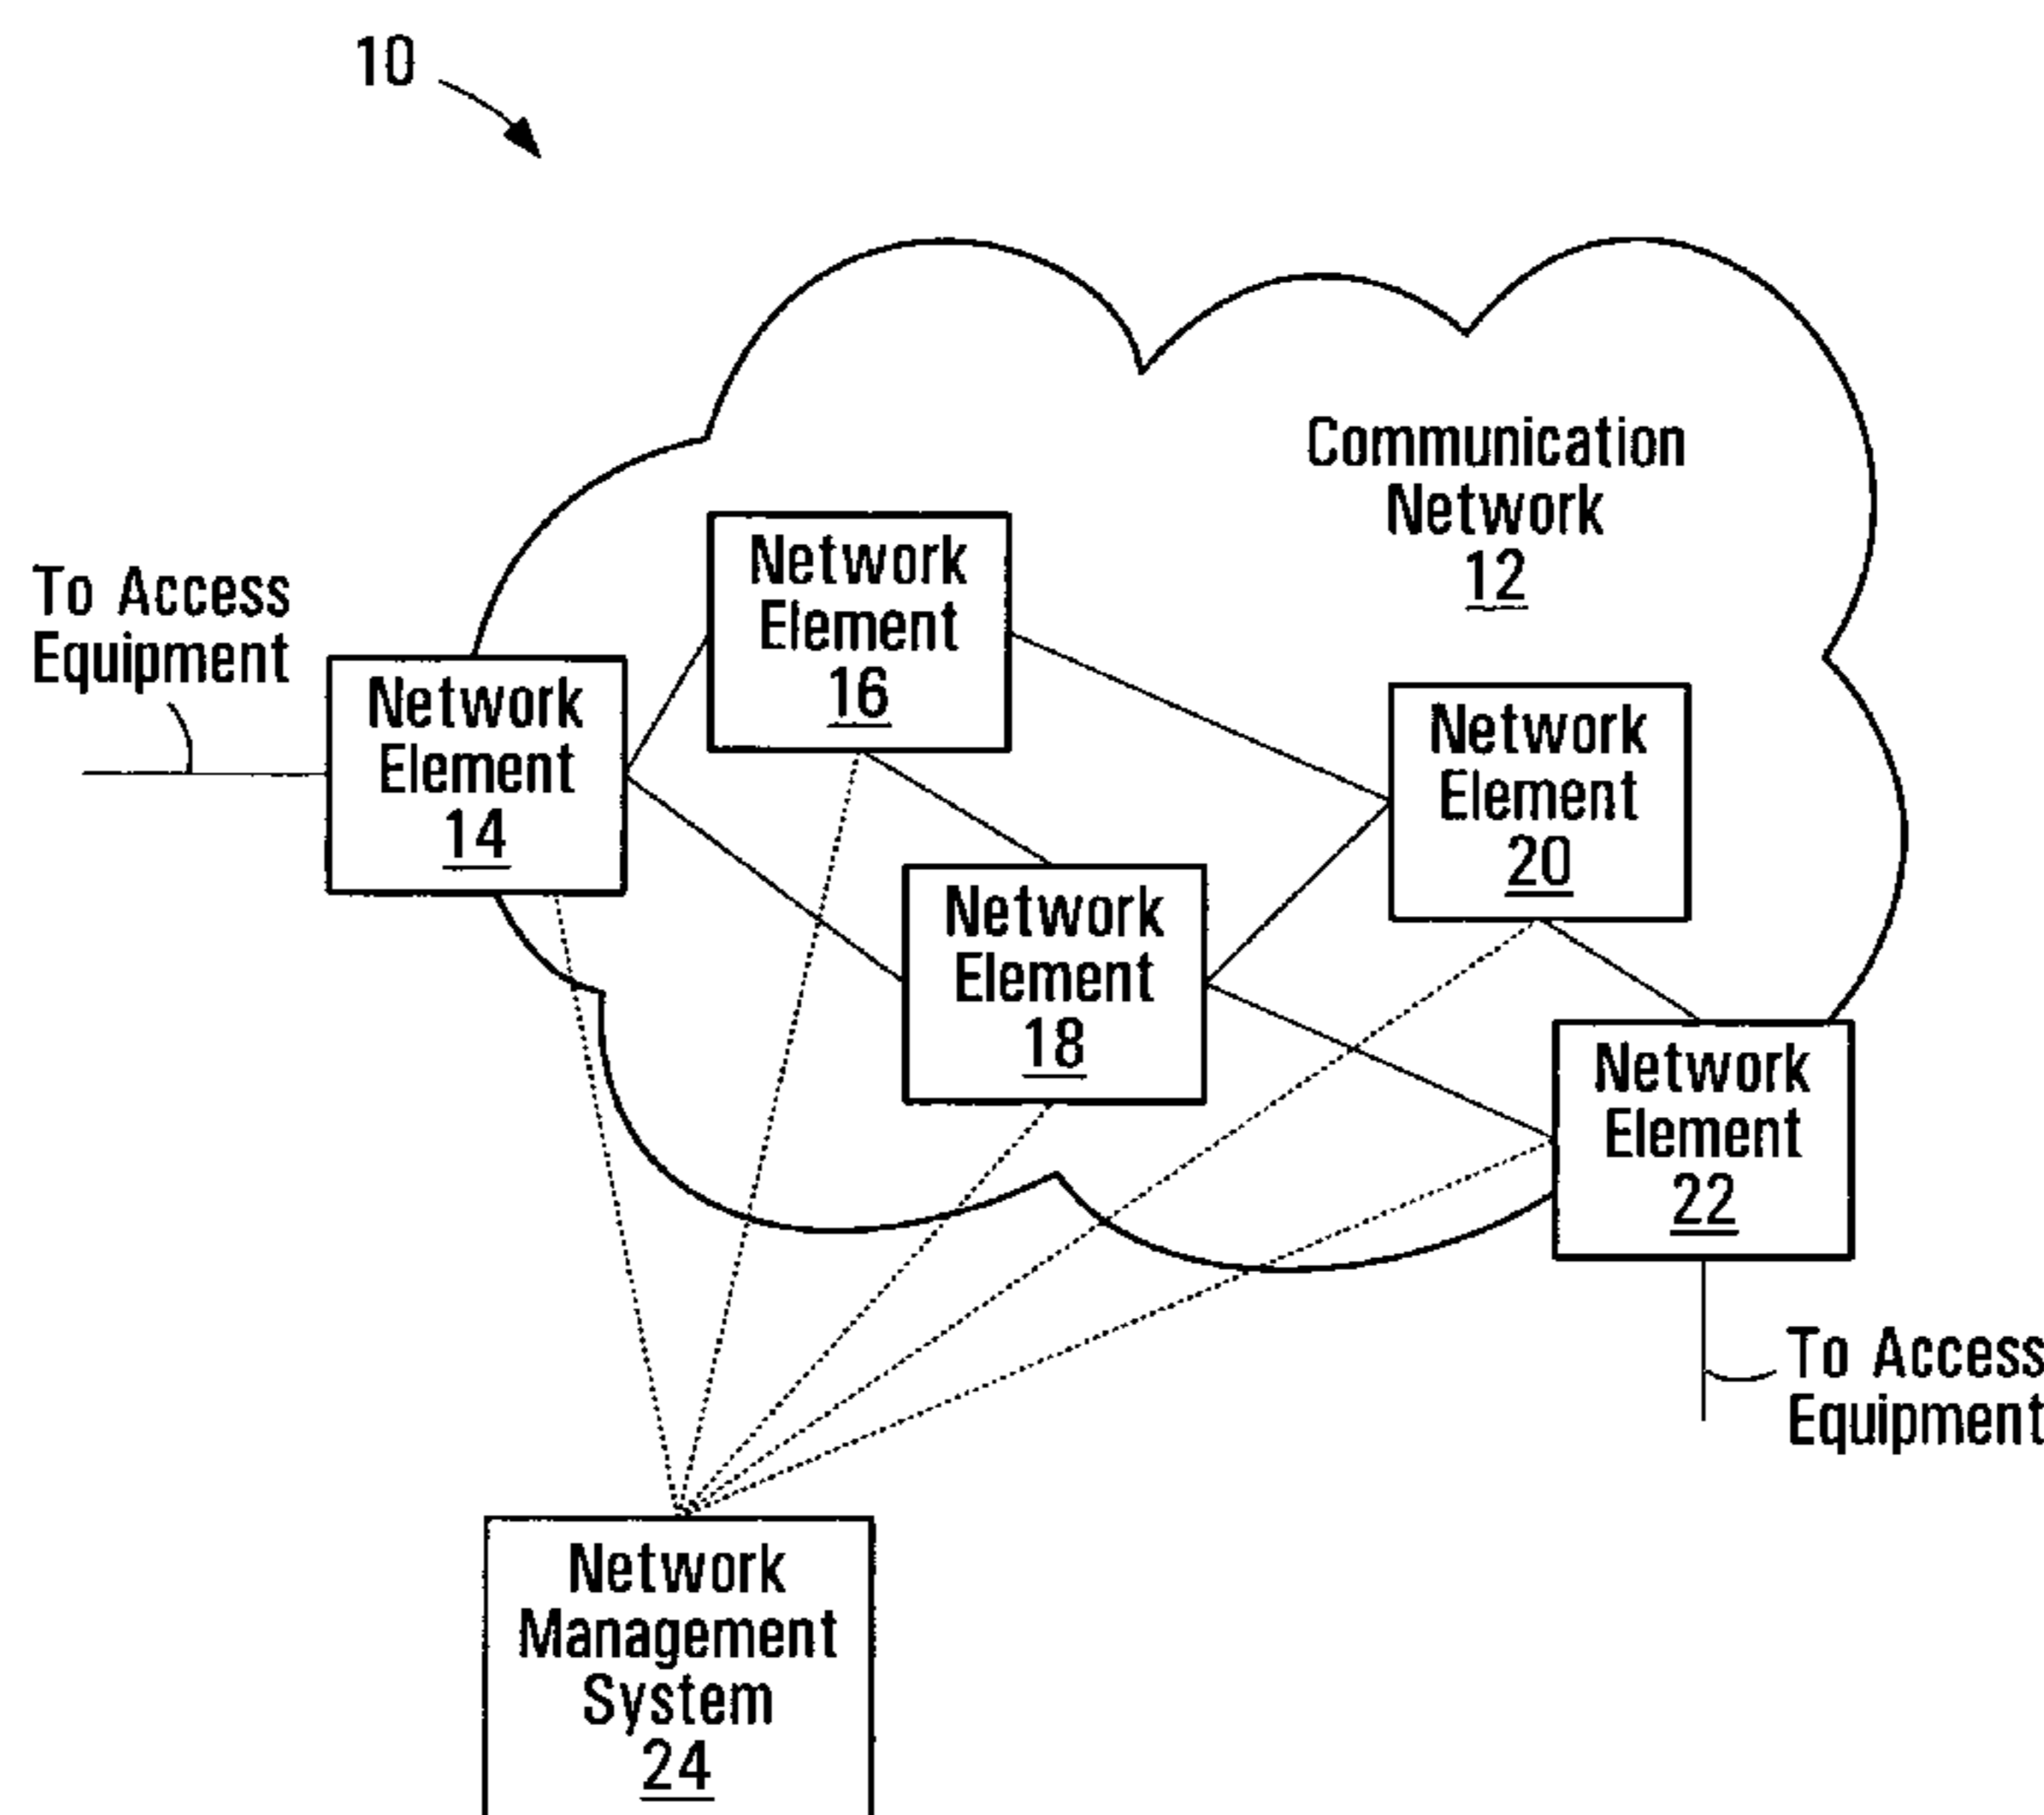 10
Communication
Network
12
To Access
Equipment
Network
Element
16
Network
Element
14
Network
Element
20
Network
Element
18
Network
Element
22
To Access
Equipment
Network
Management
System
24